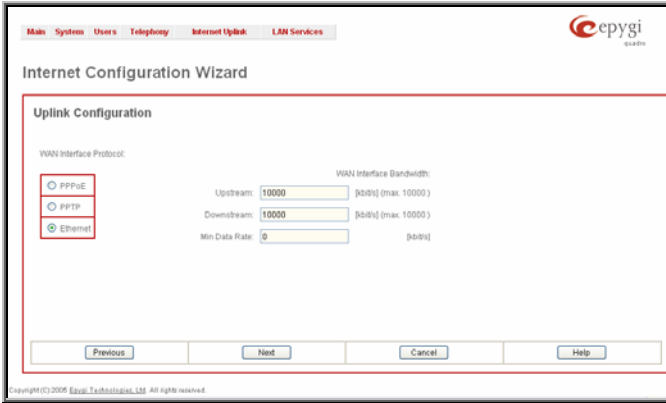 Main System Users Telephony Internet Uplink LAN Services
epygi
quadro
Internet Configuration Wizard
Uplink Configuration
WAN Interface Protocol:
WAN Interface Bandwidth:
PPPoE
Upstream: 10000 [kbit/s] (max. 10000 )
PPTP
Downstream: 10000 [kbit/s] (max. 10000 )
Ethernet
Min Data Rate: 0 [kbit/s]
Previous Next Cancel Help
Copyright (C) 2005 Epygi Technologies, Ltd. All rights reserved.